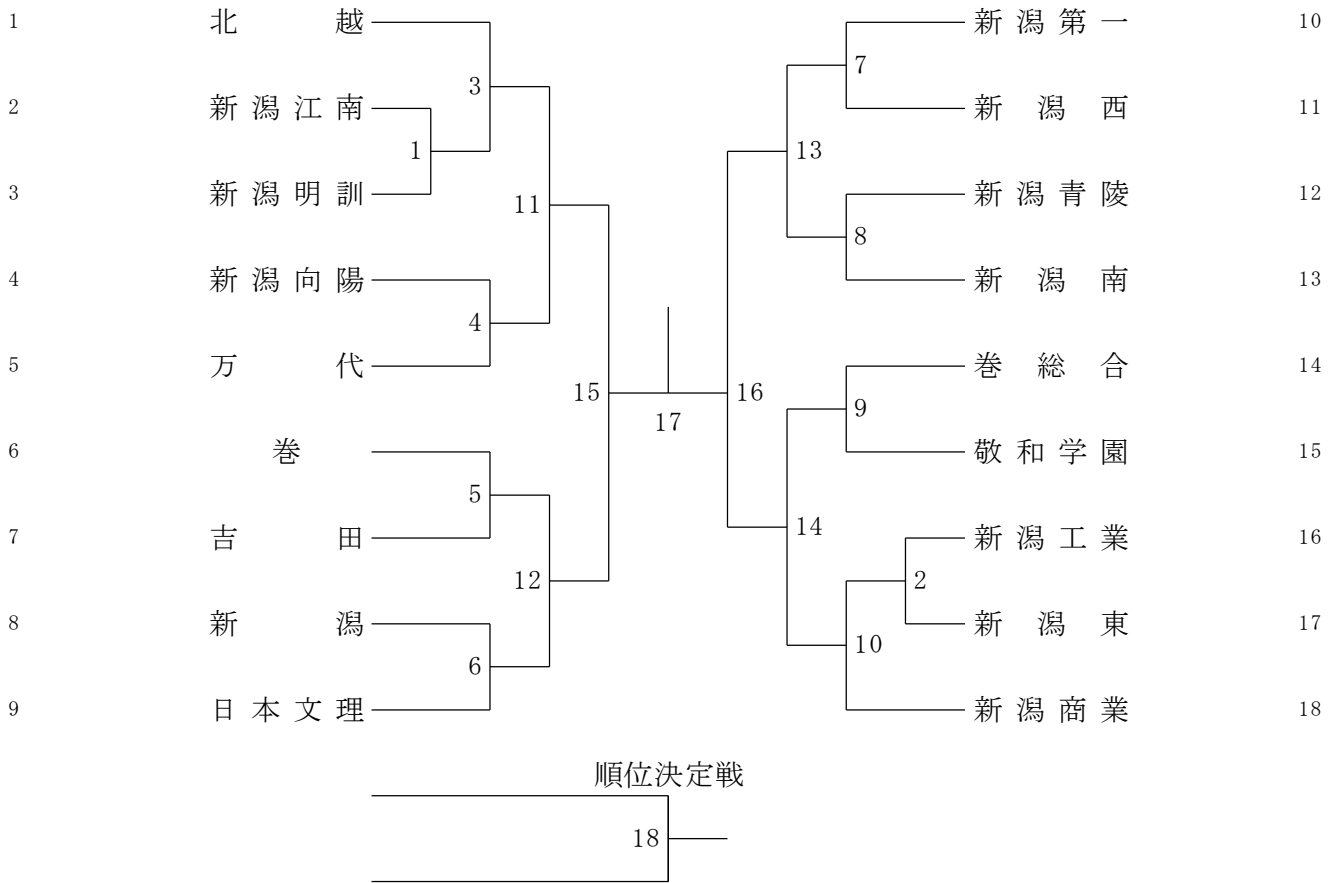 1 北越 新潟第一 10
3 7
2 新潟江南 新潟西 11
1 13
3 新潟明訓 新潟青陵 12
11 8
4 新潟向陽 新潟南 13
4
5 万代 巻総合 14
15 16 9
17
6 巻 敬和学園 15
5
7 吉田 14 新潟工業 16
12 2
8 新潟 新潟東 17
6 10
9 日本文理 新潟商業 18
順位決定戦
18